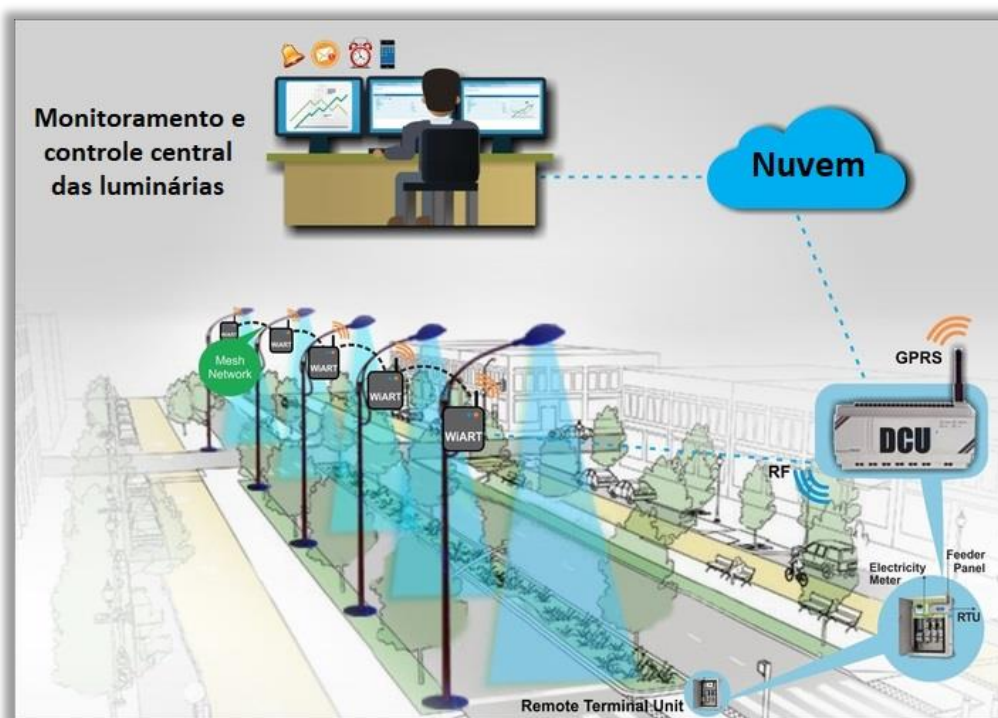 Monitoramento e
controle central
das luminárias
Nuvem
GPRS
DCU
RF
Mesh
Network
WiART
WiART
WiART
WiART
WiART
Electricity
Meter
Feeder
Panel
RTU
Remote Terminal Unit